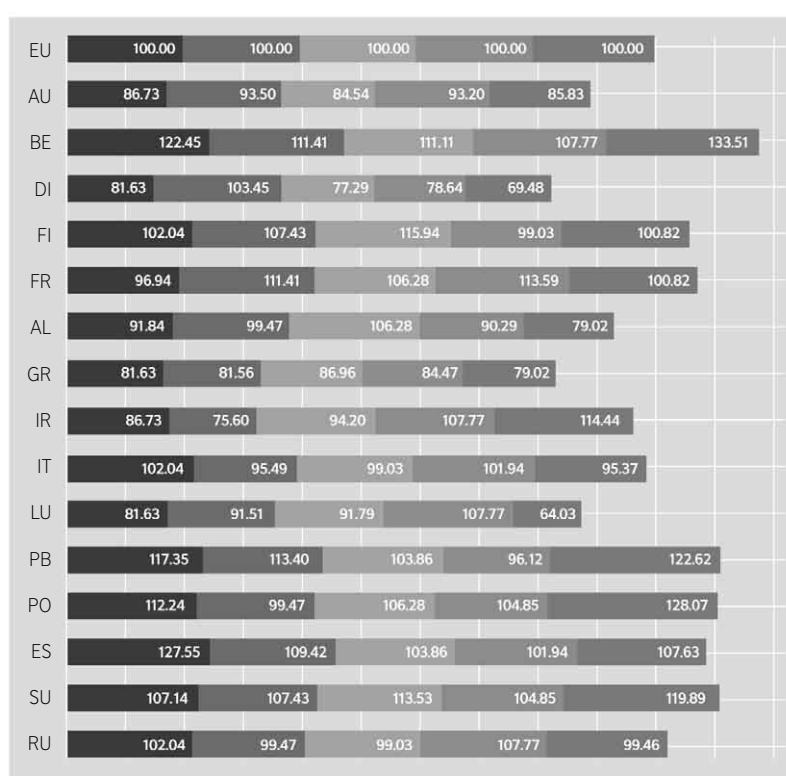 EU 100.00 100.00 100.00 100.00 100.00
AU 86.73 93.50 84.54 93.20 85.83
BE 122.45 111.41 111.11 107.77 133.51
DI 81.63 103.45 77.29 78.64 69.48
FI 102.04 107.43 115.94 99.03 100.82
FR 96.94 111.41 106.28 113.59 100.82
AL 91.84 99.47 106.28 90.29 79.02
GR 81.63 81.56 86.96 84.47 79.02
IR 86.73 75.60 94.20 107.77 114.44
IT 102.04 95.49 99.03 101.94 95.37
LU 81.63 91.51 91.79 107.77 64.03
PB 117.35 113.40 103.86 96.12 122.62
PO 112.24 99.47 106.28 104.85 128.07
ES 127.55 109.42 103.86 101.94 107.63
SU 107.14 107.43 113.53 104.85 119.89
RU 102.04 99.47 99.03 107.77 99.46